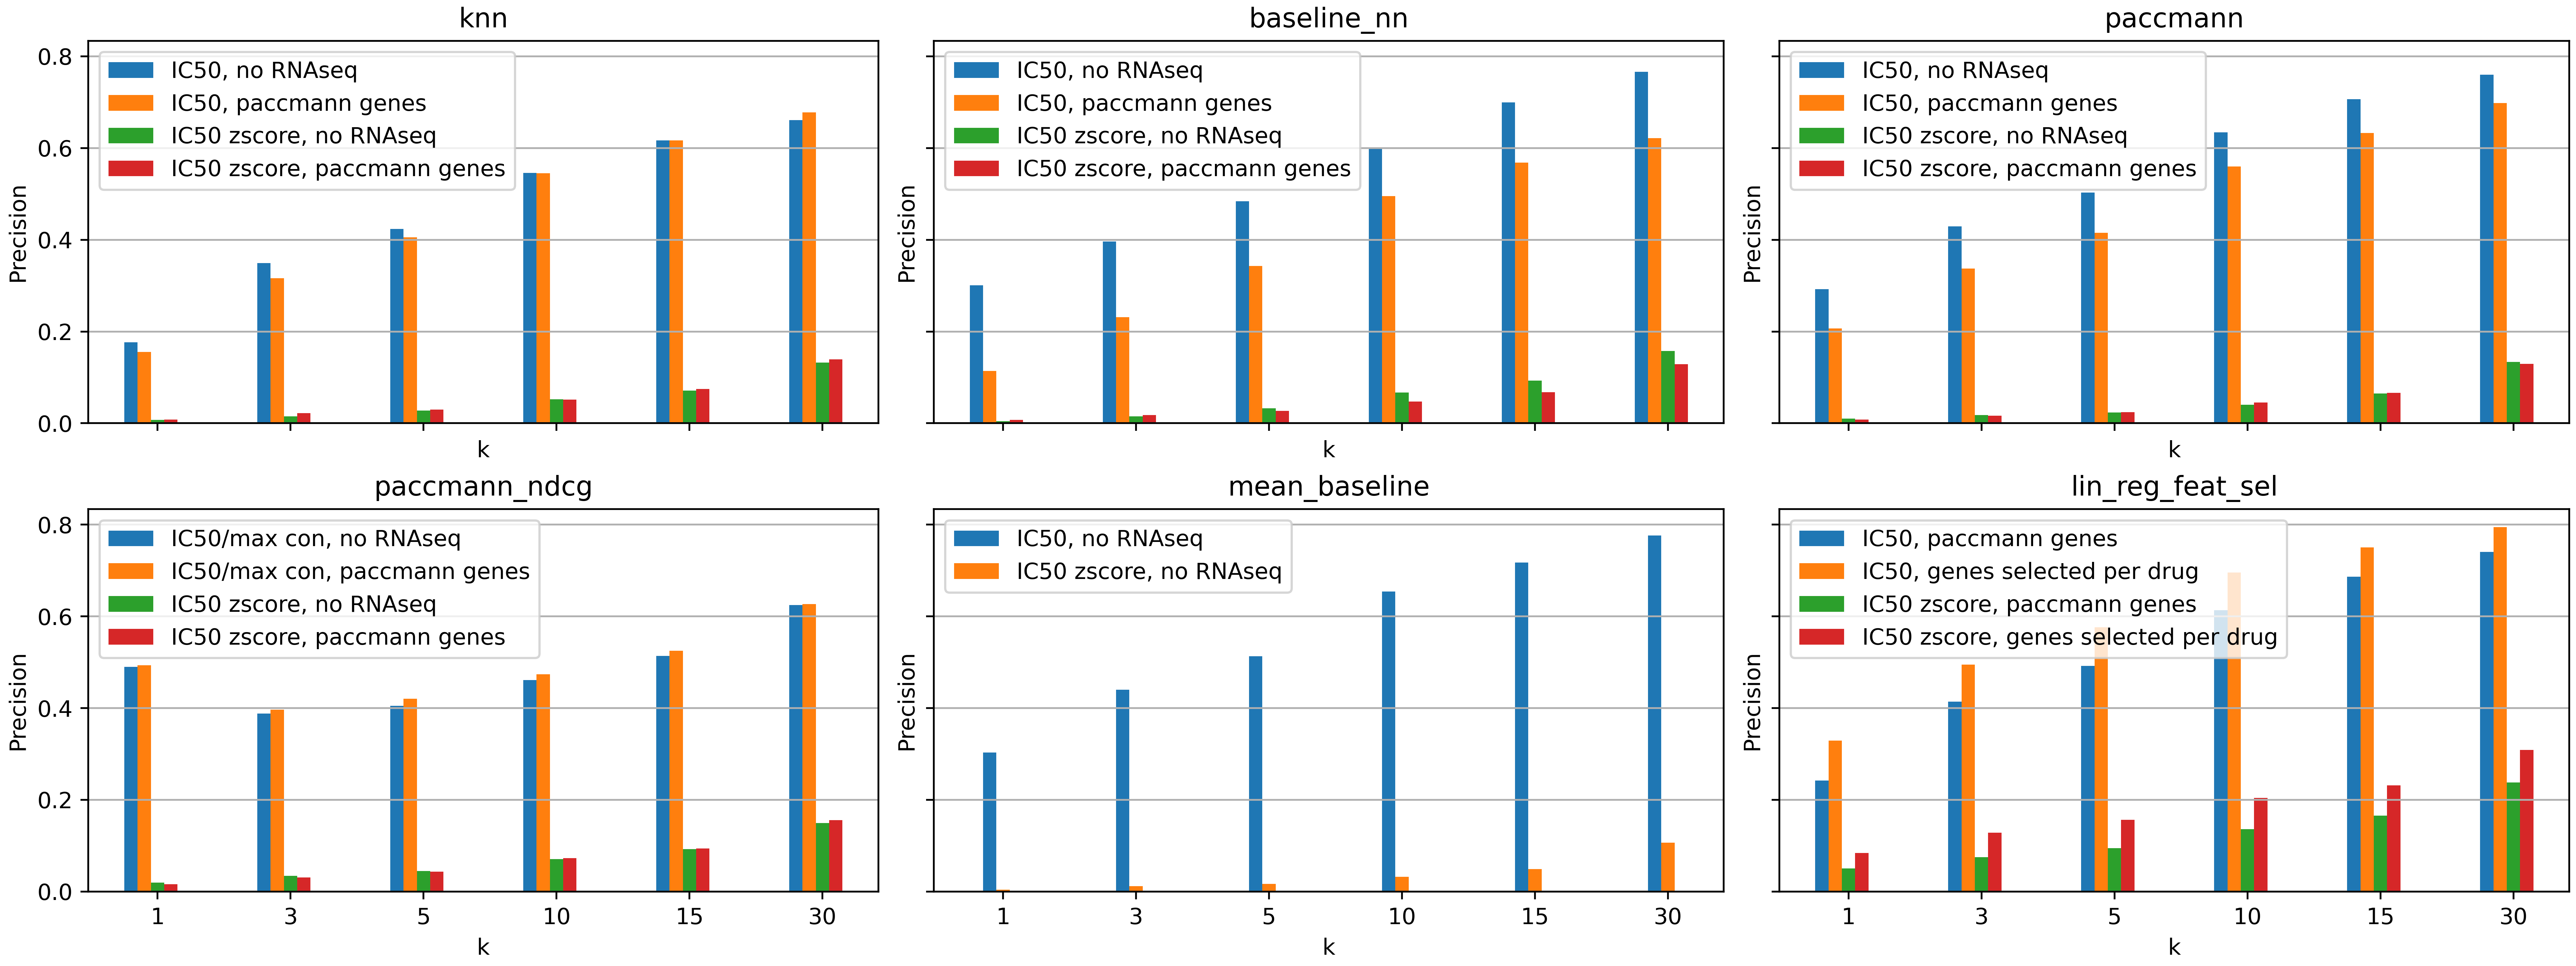 knn
0.8
0.6
0.4
0.2
0.0
Precision
IC50, no RNAseq
IC50, paccmann genes
IC50 zscore, no RNAseq
IC50 zscore, paccmann genes
k
baseline_nn
Precision
IC50, no RNAseq
IC50, paccmann genes
IC50 zscore, no RNAseq
IC50 zscore, paccmann genes
k
paccmann
Precision
IC50, no RNAseq
IC50, paccmann genes
IC50 zscore, no RNAseq
IC50 zscore, paccmann genes
k
paccmann_ndcg
0.8
0.6
0.4
0.2
0.0
Precision
IC50/max con, no RNAseq
IC50/max con, paccmann genes
IC50 zscore, no RNAseq
IC50 zscore, paccmann genes
1 3 5 10 15 30
k
mean_baseline
Precision
IC50, no RNAseq
IC50 zscore, no RNAseq
1 3 5 10 15 30
k
lin_reg_feat_sel
Precision
IC50, paccmann genes
IC50, genes selected per drug
IC50 zscore, paccmann genes
IC50 zscore, genes selected per drug
1 3 5 10 15 30
k